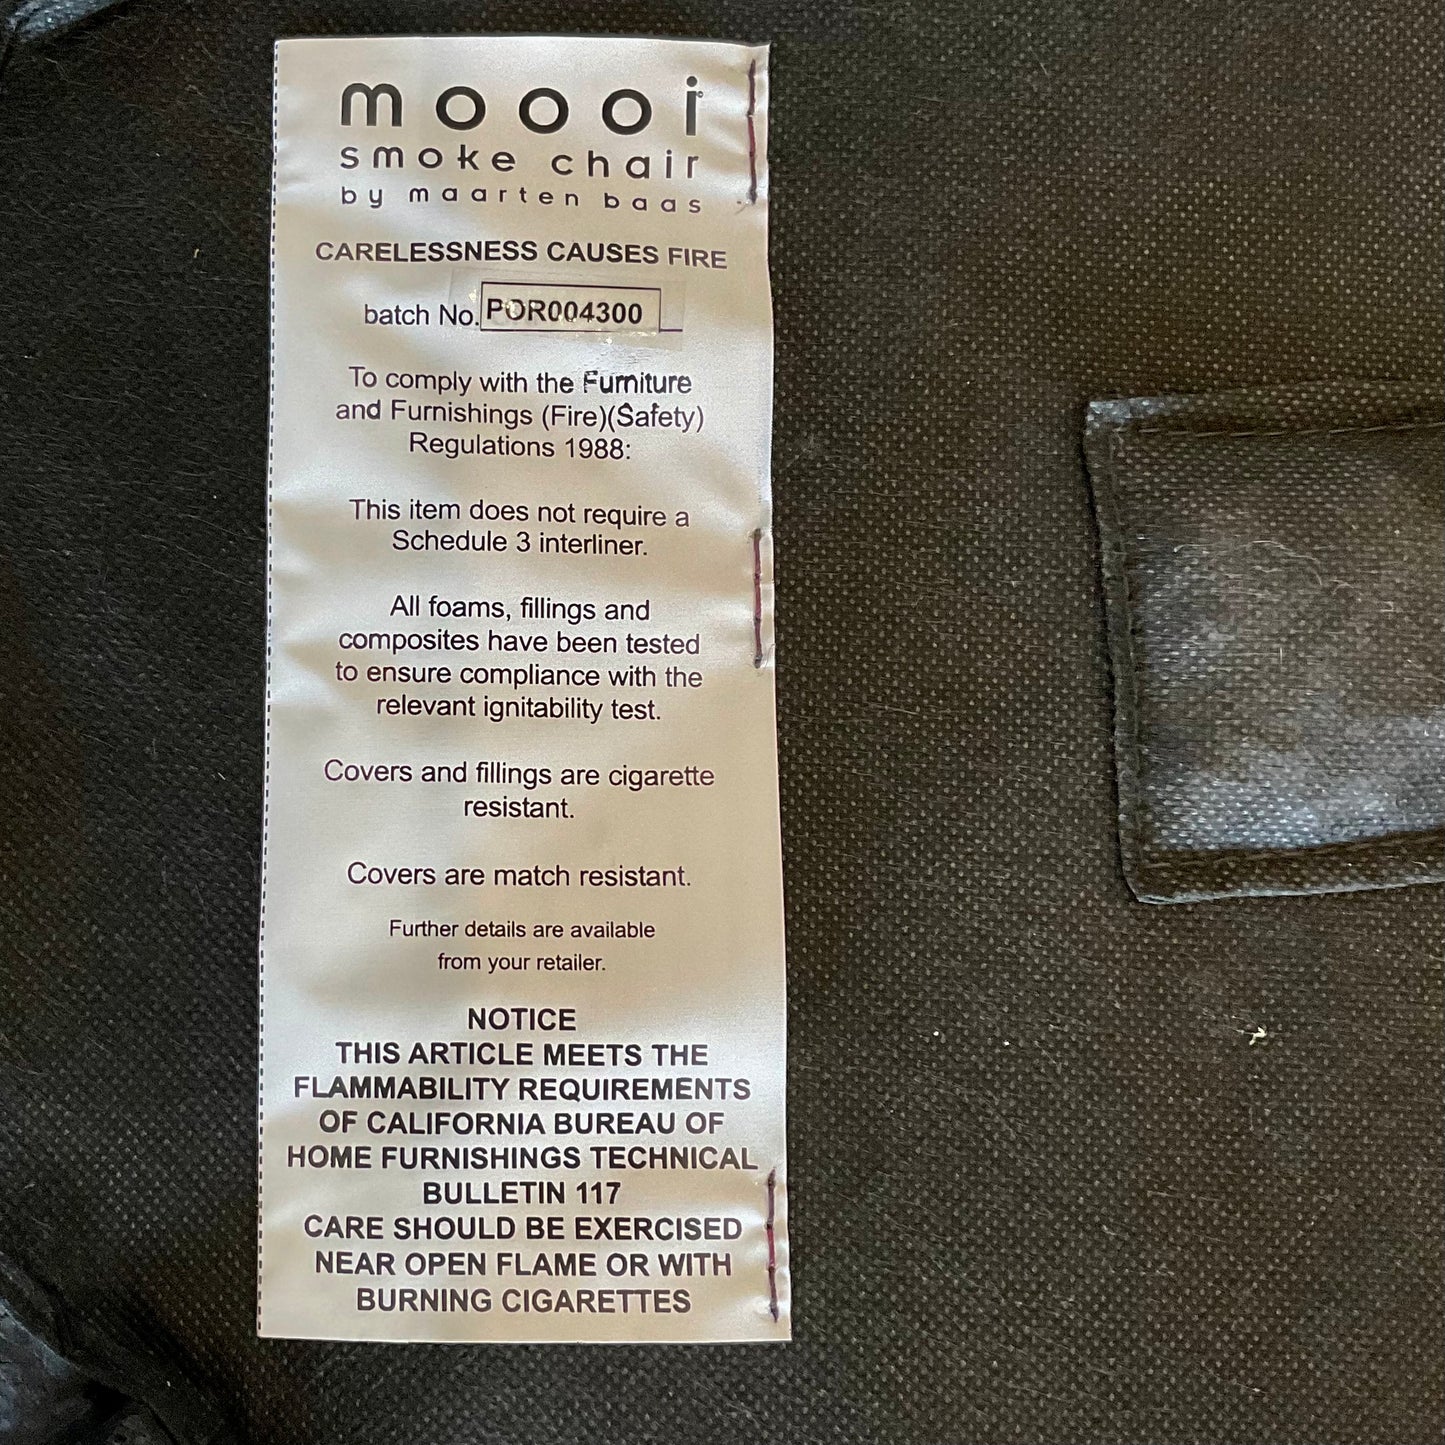 moooi®
smoke chair
by maarten baas
CARELESSNESS CAUSES FIRE
batch No. POR004300
To comply with the Furniture
and Furnishings (Fire)(Safety)
Regulations 1988:
This item does not require a
Schedule 3 interliner.
All foams, fillings and
composites have been tested
to ensure compliance with the
relevant ignitability test.
Covers and fillings are cigarette
resistant.
Covers are match resistant.
Further details are available
from your retailer.
NOTICE
THIS ARTICLE MEETS THE
FLAMMABILITY REQUIREMENTS
OF CALIFORNIA BUREAU OF
HOME FURNISHINGS TECHNICAL
BULLETIN 117
CARE SHOULD BE EXERCISED
NEAR OPEN FLAME OR WITH
BURNING CIGARETTES